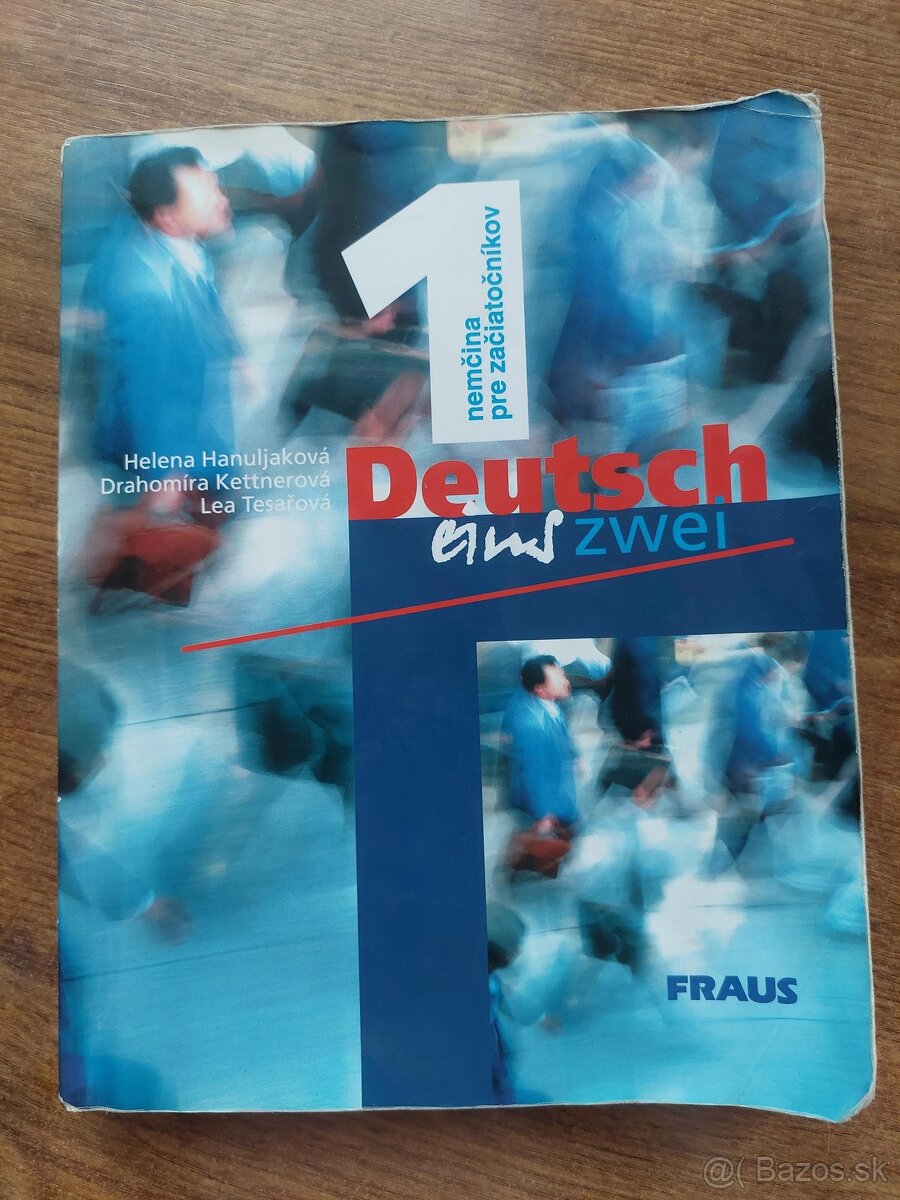 1
nemčina
pre začiatočníkov
Helena Hanuljaková
Drahomíra Kettnerová
Lea Tesařová
Deutsch
eins zwei
FRAUS
@( Bazos.sk